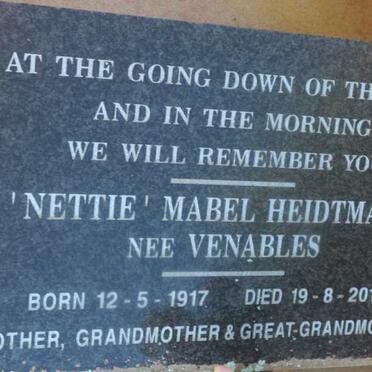 AT THE GOING DOWN OF TH
AND IN THE MORNING
WE WILL REMEMBER YO
'NETTIE' MABEL HEIDTMA
NEE VENABLES
BORN 12-5-1917 DIED 19-8-201
OTHER, GRANDMOTHER & GREAT-GRANDMO